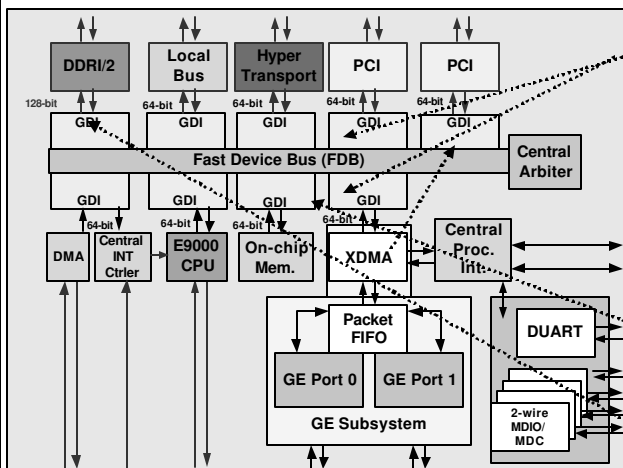 DDRI/2
Local
Bus
Hyper
Transport
PCI
PCI
128-bit
64-bit
64-bit
64-bit
64-bit
GDI
GDI
GDI
GDI
GDI
Fast Device Bus (FDB)
Central
Arbiter
GDI
GDI
GDI
GDI
64-bit
64-bit
64-bit
64-bit
DMA
Central
INT
Ctrler
E9000
CPU
On-chip
Mem.
XDMA
Central
Proc.
Int.
Packet
FIFO
DUART
GE Port 0
GE Port 1
GE Subsystem
2-wire
MDIO/
MDC